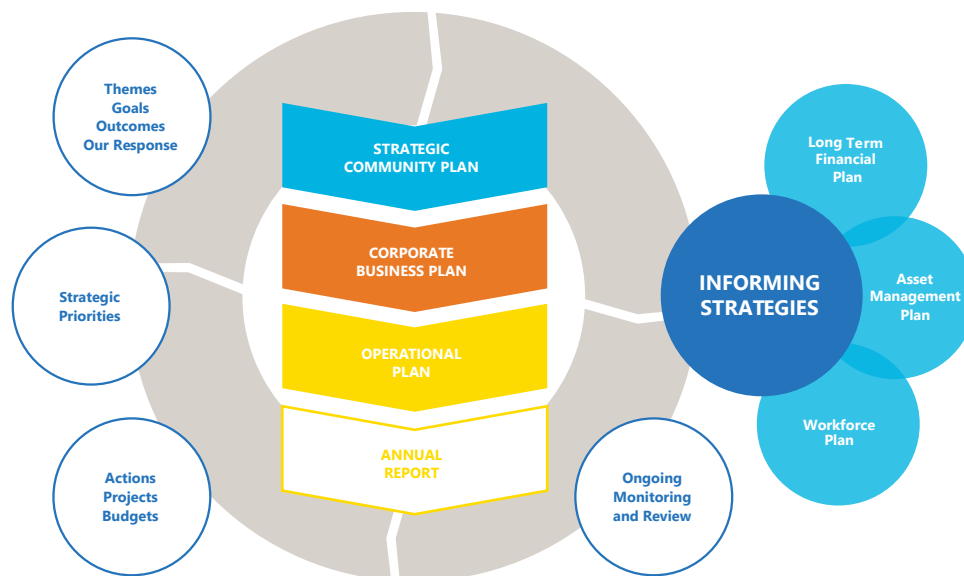 Themes
Goals
Outcomes
Our Response
STRATEGIC
COMMUNITY PLAN
Long Term
Financial
Plan
CORPORATE
BUSINESS PLAN
INFORMING
STRATEGIES
Asset
Management
Plan
Strategic
Priorities
OPERATIONAL
PLAN
Workforce
Plan
ANNUAL
REPORT
Actions
Projects
Budgets
Ongoing
Monitoring
and Review